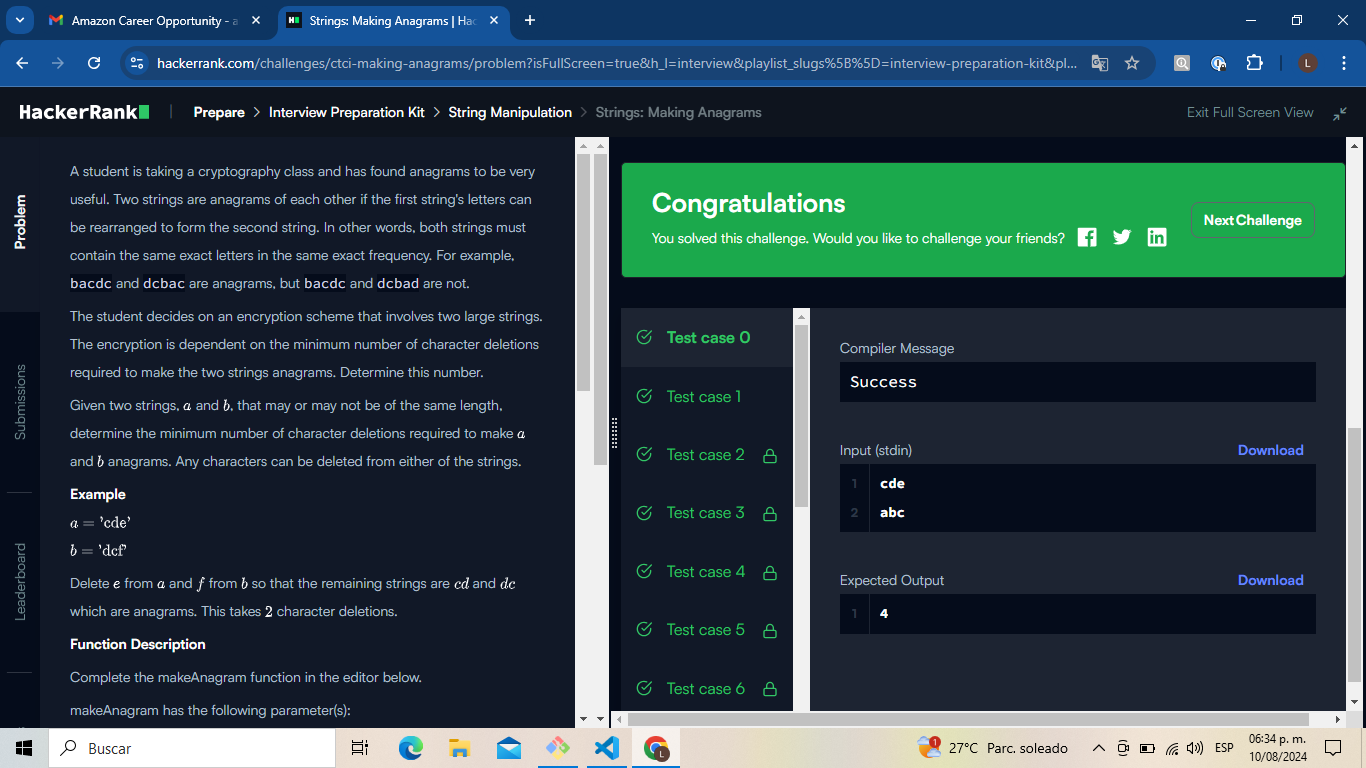 Amazon Career Opportunity - a
Strings: Making Anagrams | Hac
hackerrank.com/challenges/ctci-making-anagrams/problem?isFullScreen=true&h_l=interview&playlist_slugs%5B%5D=interview-preparation-kit&pl...
L
HackerRank
Prepare > Interview Preparation Kit > String Manipulation > Strings: Making Anagrams
Exit Full Screen View
Problem
Submissions
Leaderboard
A student is taking a cryptography class and has found anagrams to be very
useful. Two strings are anagrams of each other if the first string's letters can
be rearranged to form the second string. In other words, both strings must
contain the same exact letters in the same exact frequency. For example,
bacdc and dcbac are anagrams, but bacdc and dcbad are not.
The student decides on an encryption scheme that involves two large strings.
The encryption is dependent on the minimum number of character deletions
required to make the two strings anagrams. Determine this number.
Given two strings, a and b, that may or may not be of the same length,
determine the minimum number of character deletions required to make a
and b anagrams. Any characters can be deleted from either of the strings.
Example
a = 'cde'
b = 'dcf'
Delete e from a and f from b so that the remaining strings are cd and dc
which are anagrams. This takes 2 character deletions.
Function Description
Complete the makeAnagram function in the editor below.
makeAnagram has the following parameter(s):
Congratulations
You solved this challenge. Would you like to challenge your friends?
Next Challenge
Test case 0
Test case 1
Test case 2
Test case 3
Test case 4
Test case 5
Test case 6
Compiler Message
Success
Input (stdin)
Download
1 cde
2 abc
Expected Output
Download
1 4
Buscar
1
L
27°C Parc. soleado
ESP
06:34 p. m.
10/08/2024